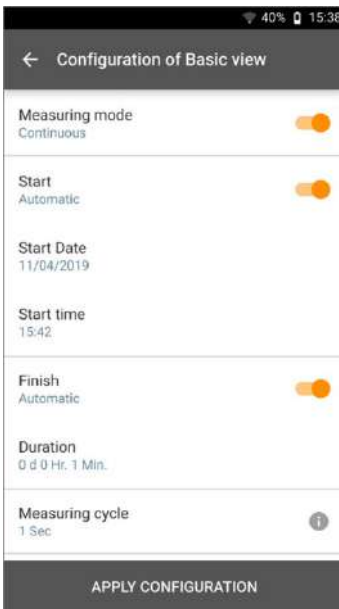 40% 15:38
Configuration of Basic view
Measuring mode
Continuous
Start
Automatic
Start Date
11/04/2019
Start time
15:42
Finish
Automatic
Duration
0 d 0 Hr. 1 Min.
Measuring cycle
1 Sec
APPLY CONFIGURATION